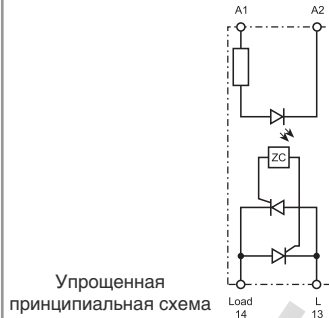 A1 A2
ZC
Упрощенная
принципиальная схема
Load L
14 13